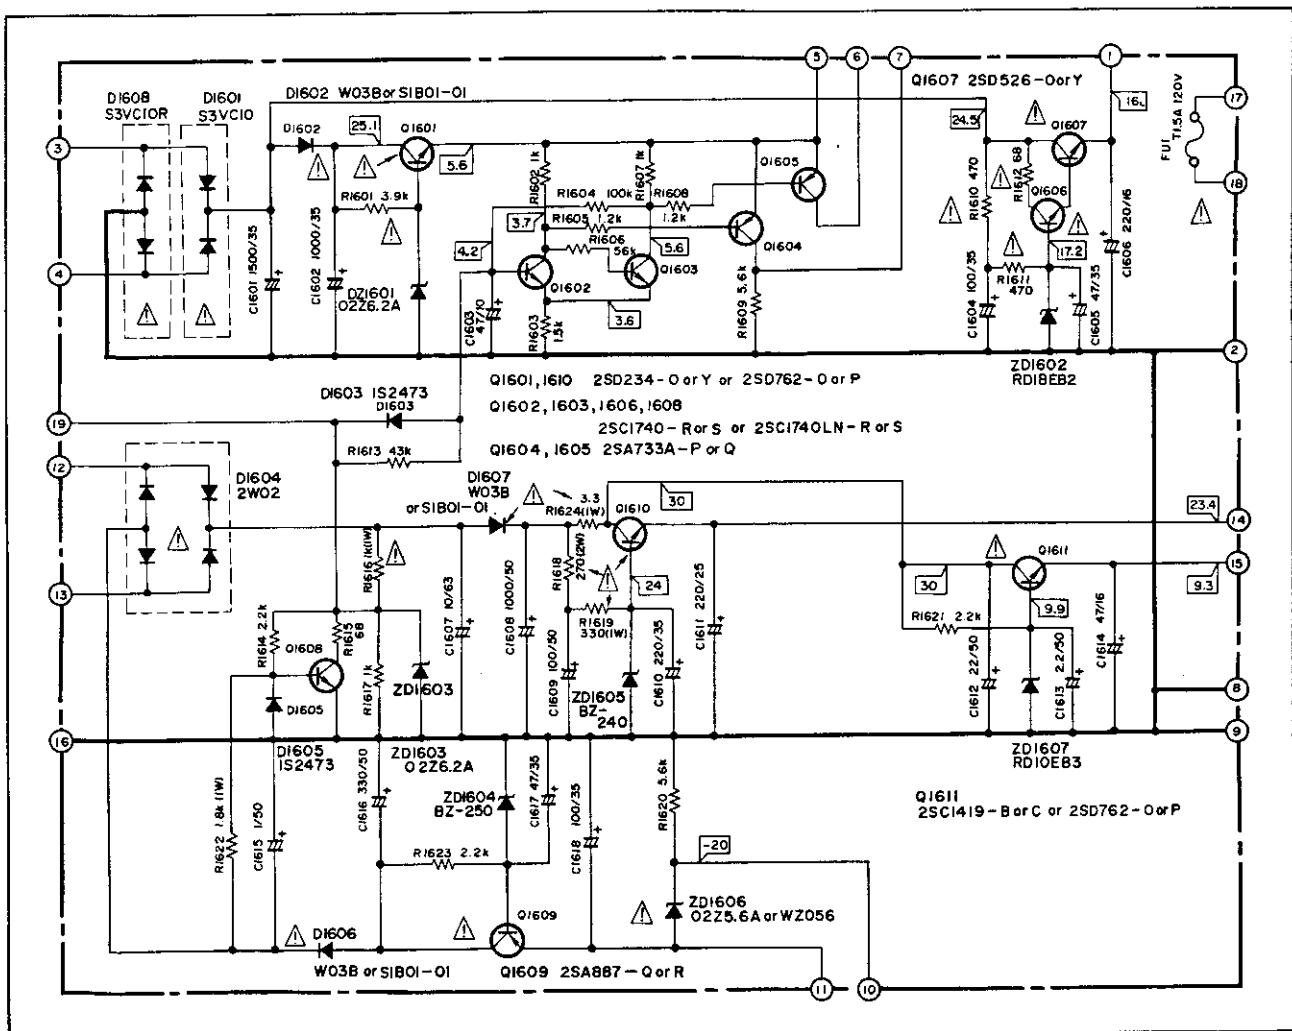 5 6 7 1
Q1607 2SD526-O or Y
D1608
S3VC10R
D1601
S3VC10
D1602 W03B or S1B01-01
D1602
25.1
Q1601
5.6
24.5
Q1607
16.
FU1 T1.5A 120V
17
18
3
4
R1601 3.9k
R1602 1k
R1604 100k
R1607 1k
R1608 1.2k
R1605 1.2k
R1606 56k
Q1605
Q1604
3.7
4.2
5.6
3.6
Q1602
Q1603
R1610 470
R1612 68
Q1606
17.2
R1611 470
C1606 220/16
C1601 1500/35
C1602 1000/35
DZ1601
02Z6.2A
C1603 47/10
R1603 1.5k
R1609 5.6k
C1604 100/35
C1605 47/35
2
ZD1602
RD18EB2
Q1601,1610 2SD234-O or Y or 2SD762-O or P
D1603 1S2473
D1603
Q1602,1603,1606,1608
2SC1740-R or S or 2SC1740LN-R or S
Q1604,1605 2SA733A-P or Q
19
12
13
R1613 43k
D1604
2W02
D1607
W03B
or S1B01-01
3.3
R1624(1W)
Q1610
30
23.4
14
R1616 1k(1W)
R1618 270(2W)
24
R1619
330(1W)
Q1611
30
9.9
9.3
15
R1621 2.2k
R1614 2.2k
R1615 68
Q1608
R1617 1k
D1605
ZD1603
C1607 10/63
C1608 1000/50
C1609 100/50
ZD1605
BZ-240
C1610 220/35
C1611 220/25
C1612 22/50
C1613 2.2/50
C1614 47/16
8
9
16
D1605
1S2473
ZD1603
02Z6.2A
ZD1607
RD10EB3
R1622 1.8k (1W)
C1615 1/50
C1616 330/50
ZD1604
BZ-250
C1617 47/35
C1618 100/35
R1620 5.6k
R1623 2.2k
-20
Q1611
2SC1419-B or C or 2SD762-O or P
ZD1606
02Z5.6A or WZ056
D1606
W03B or S1B01-01
Q1609
Q1609 2SA887-Q or R
11 10